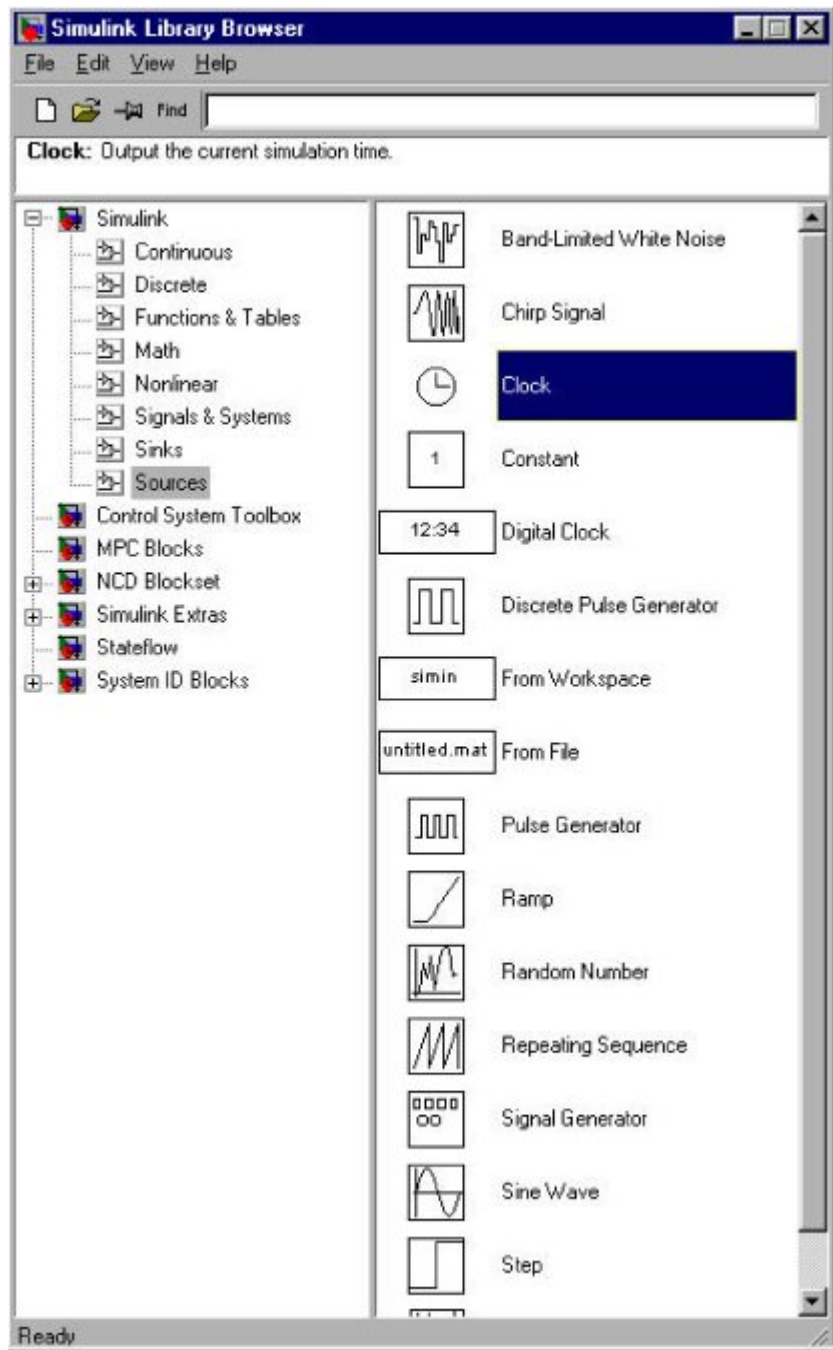 Simulink Library Browser
File Edit View Help
Find
Clock: Output the current simulation time.
Simulink
Continuous
Discrete
Functions & Tables
Math
Nonlinear
Signals & Systems
Sinks
Sources
Control System Toolbox
MPC Blocks
NCD Blockset
Simulink Extras
Stateflow
System ID Blocks
Band-Limited White Noise
Chirp Signal
Clock
1 Constant
12:34 Digital Clock
Discrete Pulse Generator
simin From Workspace
untitled.mat From File
Pulse Generator
Ramp
Random Number
Repeating Sequence
Signal Generator
Sine Wave
Step
Ready